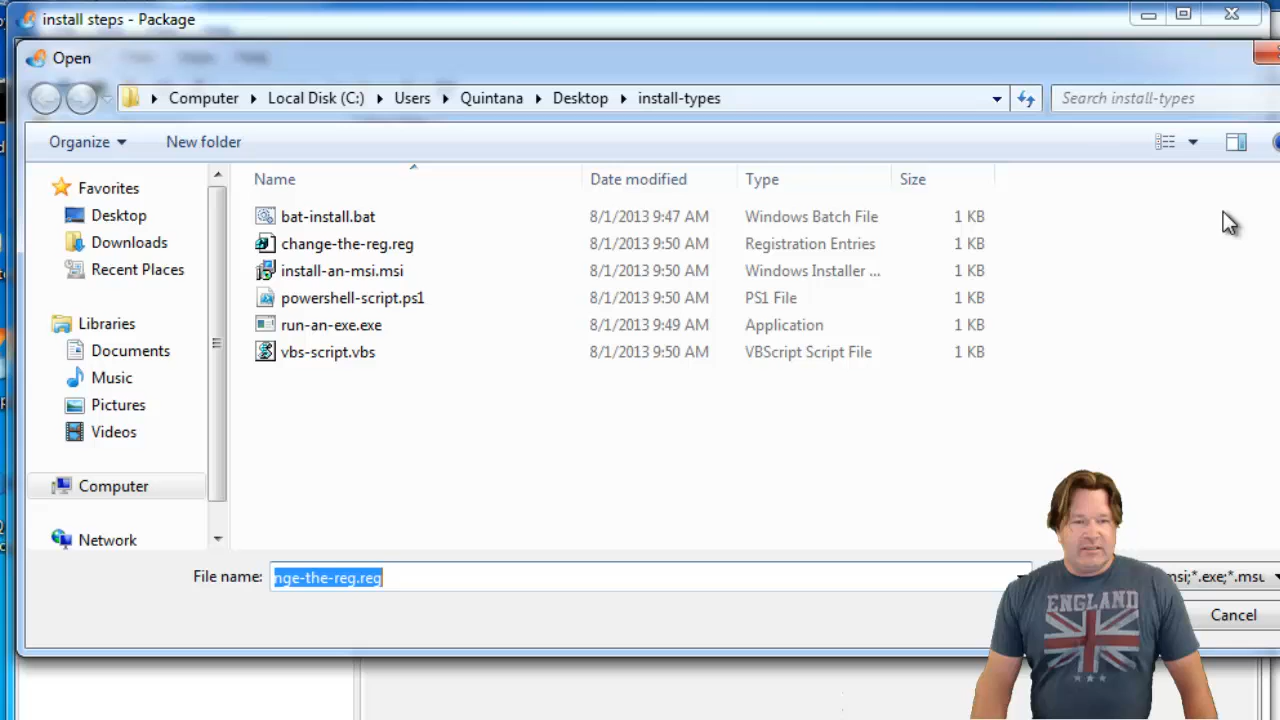 install steps - Package
Open
Computer Local Disk (C:) Users Quintana Desktop install-types
Search install-types
Organize
New folder
Favorites
Desktop
Downloads
Recent Places
Libraries
Documents
Music
Pictures
Videos
Computer
Network
Name Date modified Type Size
bat-install.bat 8/1/2013 9:47 AM Windows Batch File 1 KB
change-the-reg.reg 8/1/2013 9:50 AM Registration Entries 1 KB
install-an-msi.msi 8/1/2013 9:50 AM Windows Installer ... 1 KB
powershell-script.ps1 8/1/2013 9:50 AM PS1 File 1 KB
run-an-exe.exe 8/1/2013 9:49 AM Application 1 KB
vbs-script.vbs 8/1/2013 9:50 AM VBScript Script File 1 KB
File name: nge-the-reg.reg
msi;*.exe;*.msu
Cancel
ENGLAND